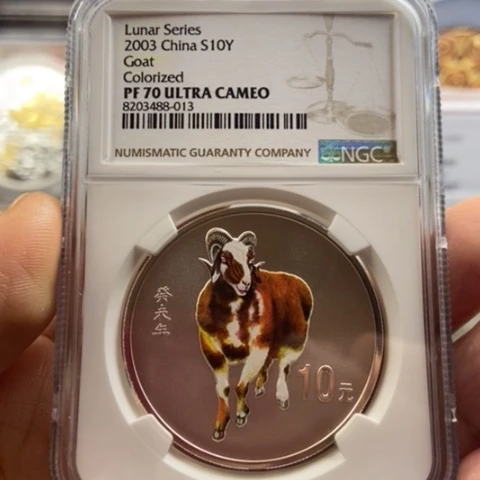 Lunar Series
2003 China S10Y
Goat
Colorized
PF 70 ULTRA CAMEO
8203488-013
NUMISMATIC GUARANTY COMPANY NGC
癸未年
10元